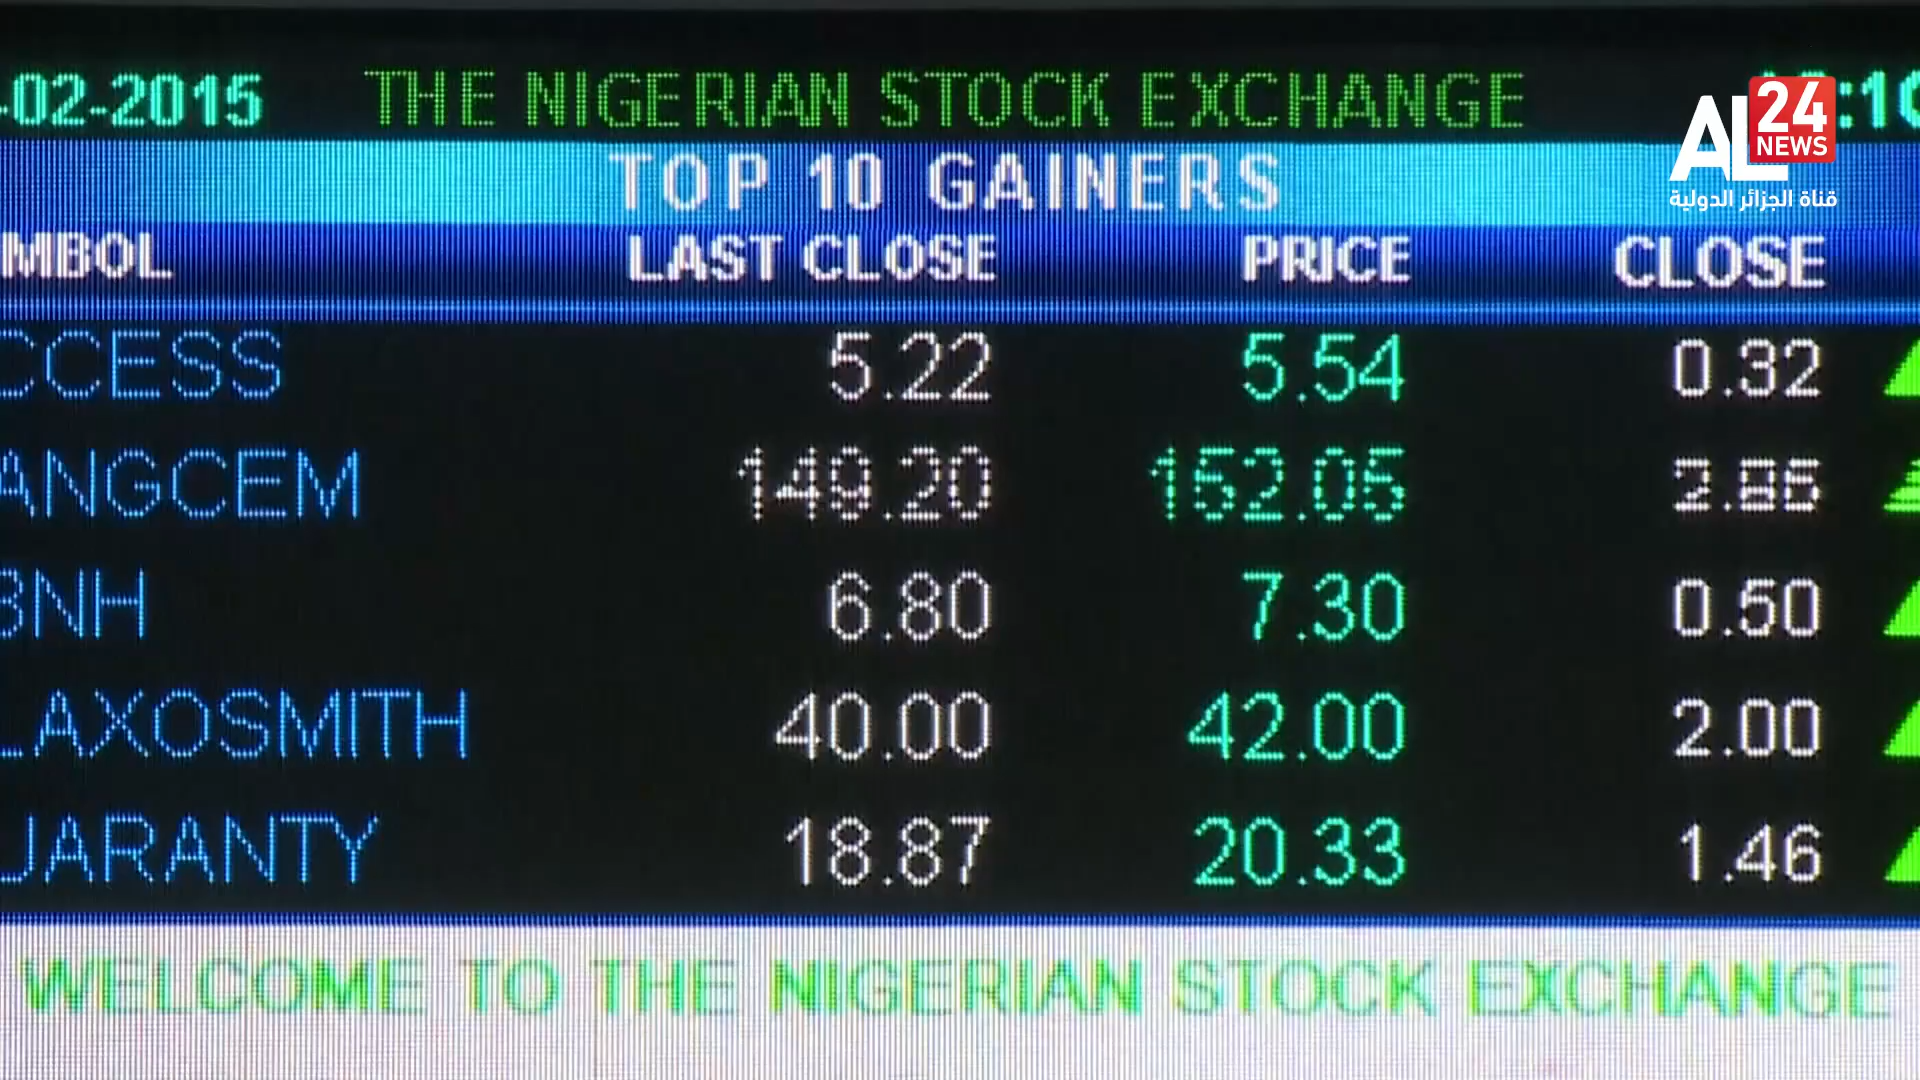 -02-2015 THE NIGERIAN STOCK EXCHANGE :10
AL 24 NEWS
قناة الجزائر الدولية
TOP 10 GAINERS
MBOL LAST CLOSE PRICE CLOSE
CCESS 5.22 5.54 0.32
ANGCEM 149.20 152.05 2.85
BNH 6.80 7.30 0.50
LAXOSMITH 40.00 42.00 2.00
UARANTY 18.87 20.33 1.46
WELCOME TO THE NIGERIAN STOCK EXCHANGE